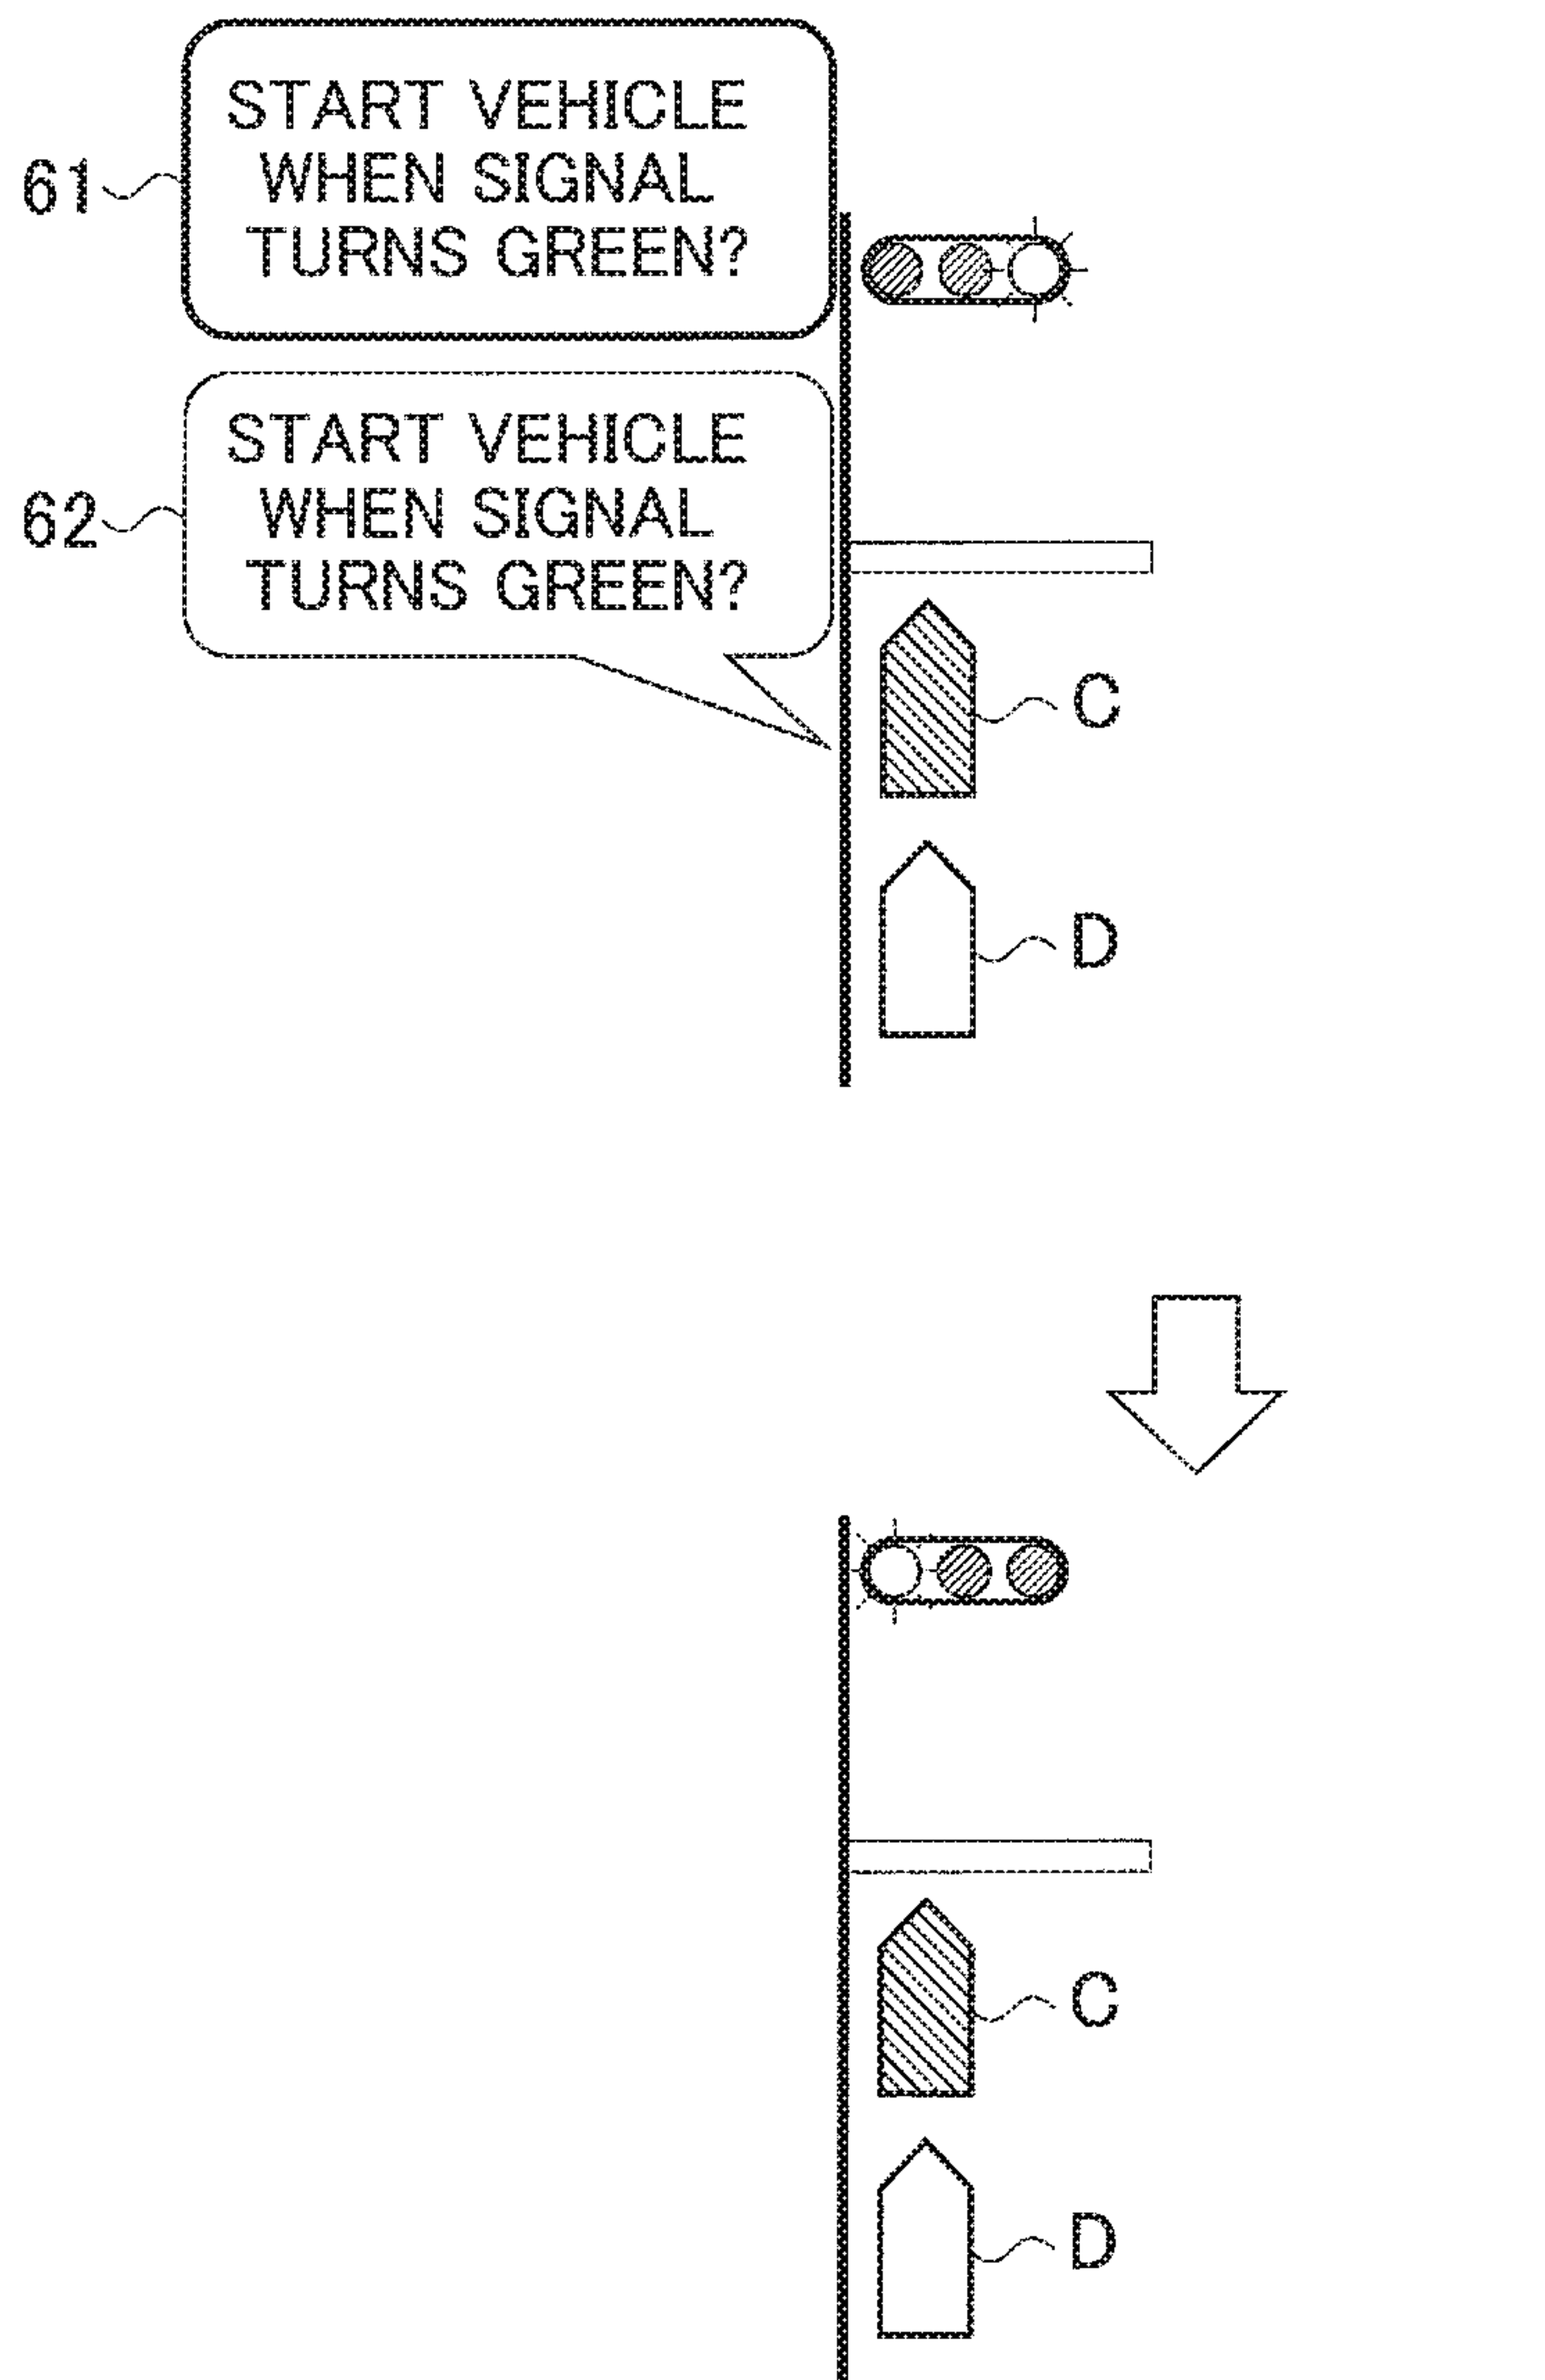 START VEHICLE
WHEN SIGNAL
TURNS GREEN?
61
START VEHICLE
WHEN SIGNAL
TURNS GREEN?
62
C
D
C
D